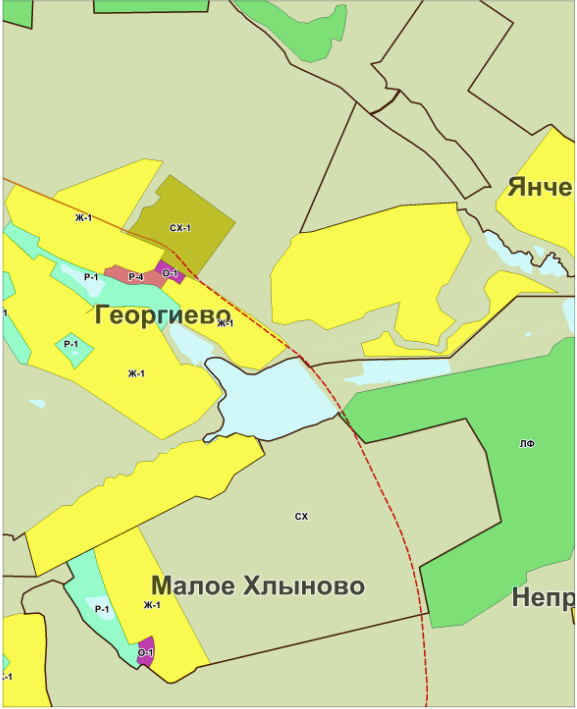 Янче
Ж-1
СХ-1
Р-1
Р-4
О-1
1
Георгиево
Ж-1
Р-1
Ж-1
ЛФ
СХ
Малое Хлыново
Непр
Р-1
Ж-1
О-1
-1